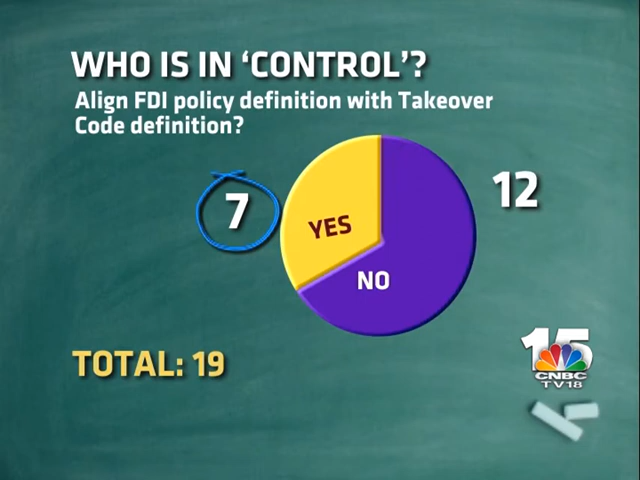 WHO IS IN ‘CONTROL’?
Align FDI policy definition with Takeover
Code definition?
7
YES
12
NO
TOTAL: 19
15
CNBC
TV18